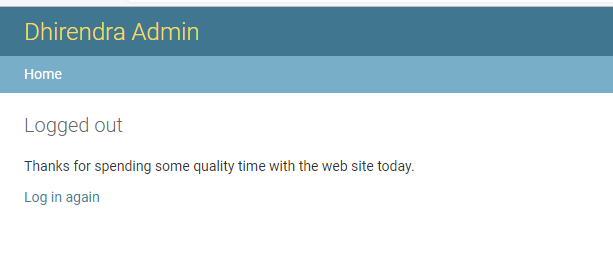 Dhirendra Admin
Home
Logged out
Thanks for spending some quality time with the web site today.
Log in again